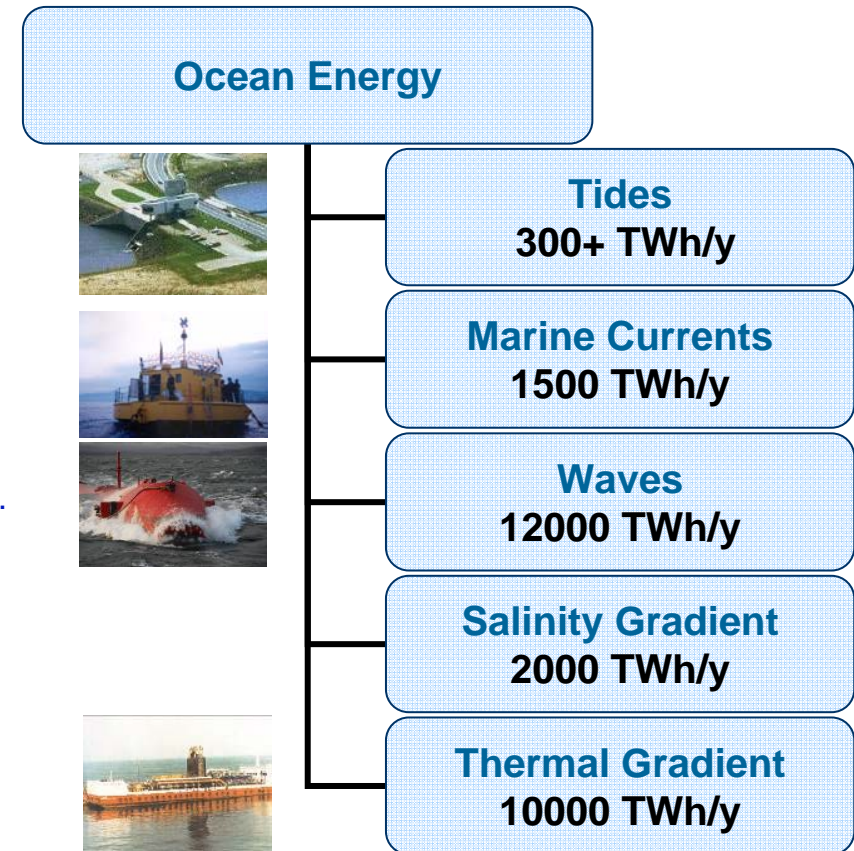 Ocean Energy
Tides
300+ TWh/y
Marine Currents
1500 TWh/y
Waves
12000 TWh/y
.
Salinity Gradient
2000 TWh/y
Thermal Gradient
10000 TWh/y